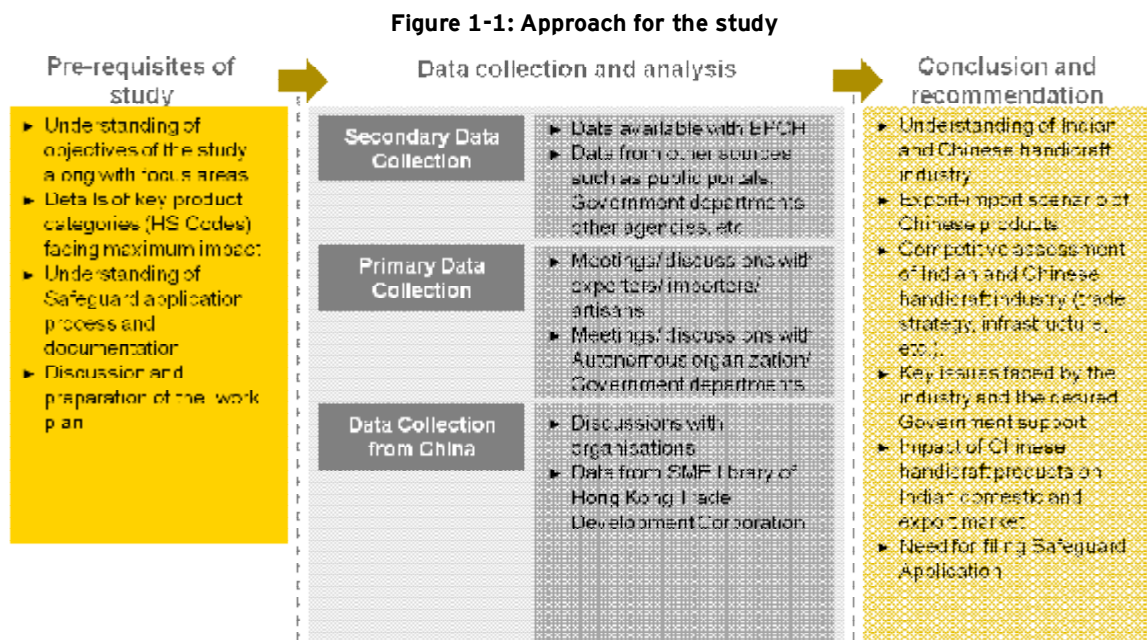 Figure 1-1: Approach for the study
Pre-requisites of
study
► Understanding of
objectives of the study
along with focus areas
► Details of key product
categories (HS Codes)
facing maximum impact
► Understanding of
Safeguard application
process and
documentation
► Discussion and
preparation of the work
plan
Data collection and analysis
Secondary Data
Collection
► Data available with EPCH
► Data from other sources
such as public portals,
Government departments
other agencies, etc
Primary Data
Collection
► Meetings/ discussions with
exporters/ importers/
artisans
► Meetings/ discussions with
Autonomous organization/
Government departments
Data Collection
from China
► Discussions with
organisations
► Data from SME Library of
Hong Kong Trade
Development Corporation
Conclusion and
recommendation
► Understanding of Indian
and Chinese handicraft
industry
► Export-import scenario of
Chinese products
► Competitive assessment
of Indian and Chinese
handicraft industry (trade
strategy, infrastructure,
etc.).
► Key issues faced by the
industry and the desired
Government support
► Impact of Chinese
handicraft products on
Indian domestic and
export market
► Need for filing Safeguard
Application